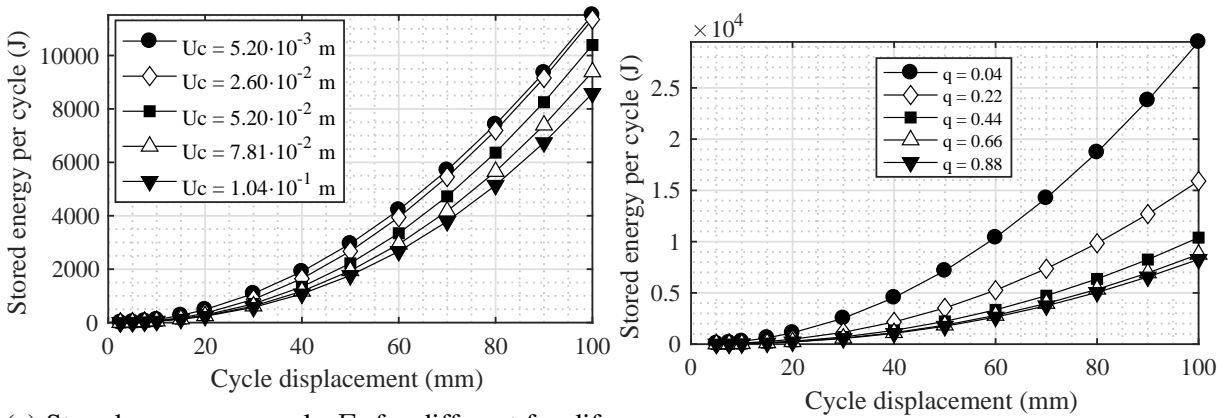 Stored energy per cycle (J)
10000
8000
6000
4000
2000
0
Uc = 5.20·10-3 m
Uc = 2.60·10-2 m
Uc = 5.20·10-2 m
Uc = 7.81·10-2 m
Uc = 1.04·10-1 m
0 20 40 60 80 100
Cycle displacement (mm)
× 10⁴
Stored energy per cycle (J)
2.5
2
1.5
1
0.5
0
q = 0.04
q = 0.22
q = 0.44
q = 0.66
q = 0.88
0 20 40 60 80 100
Cycle displacement (mm)